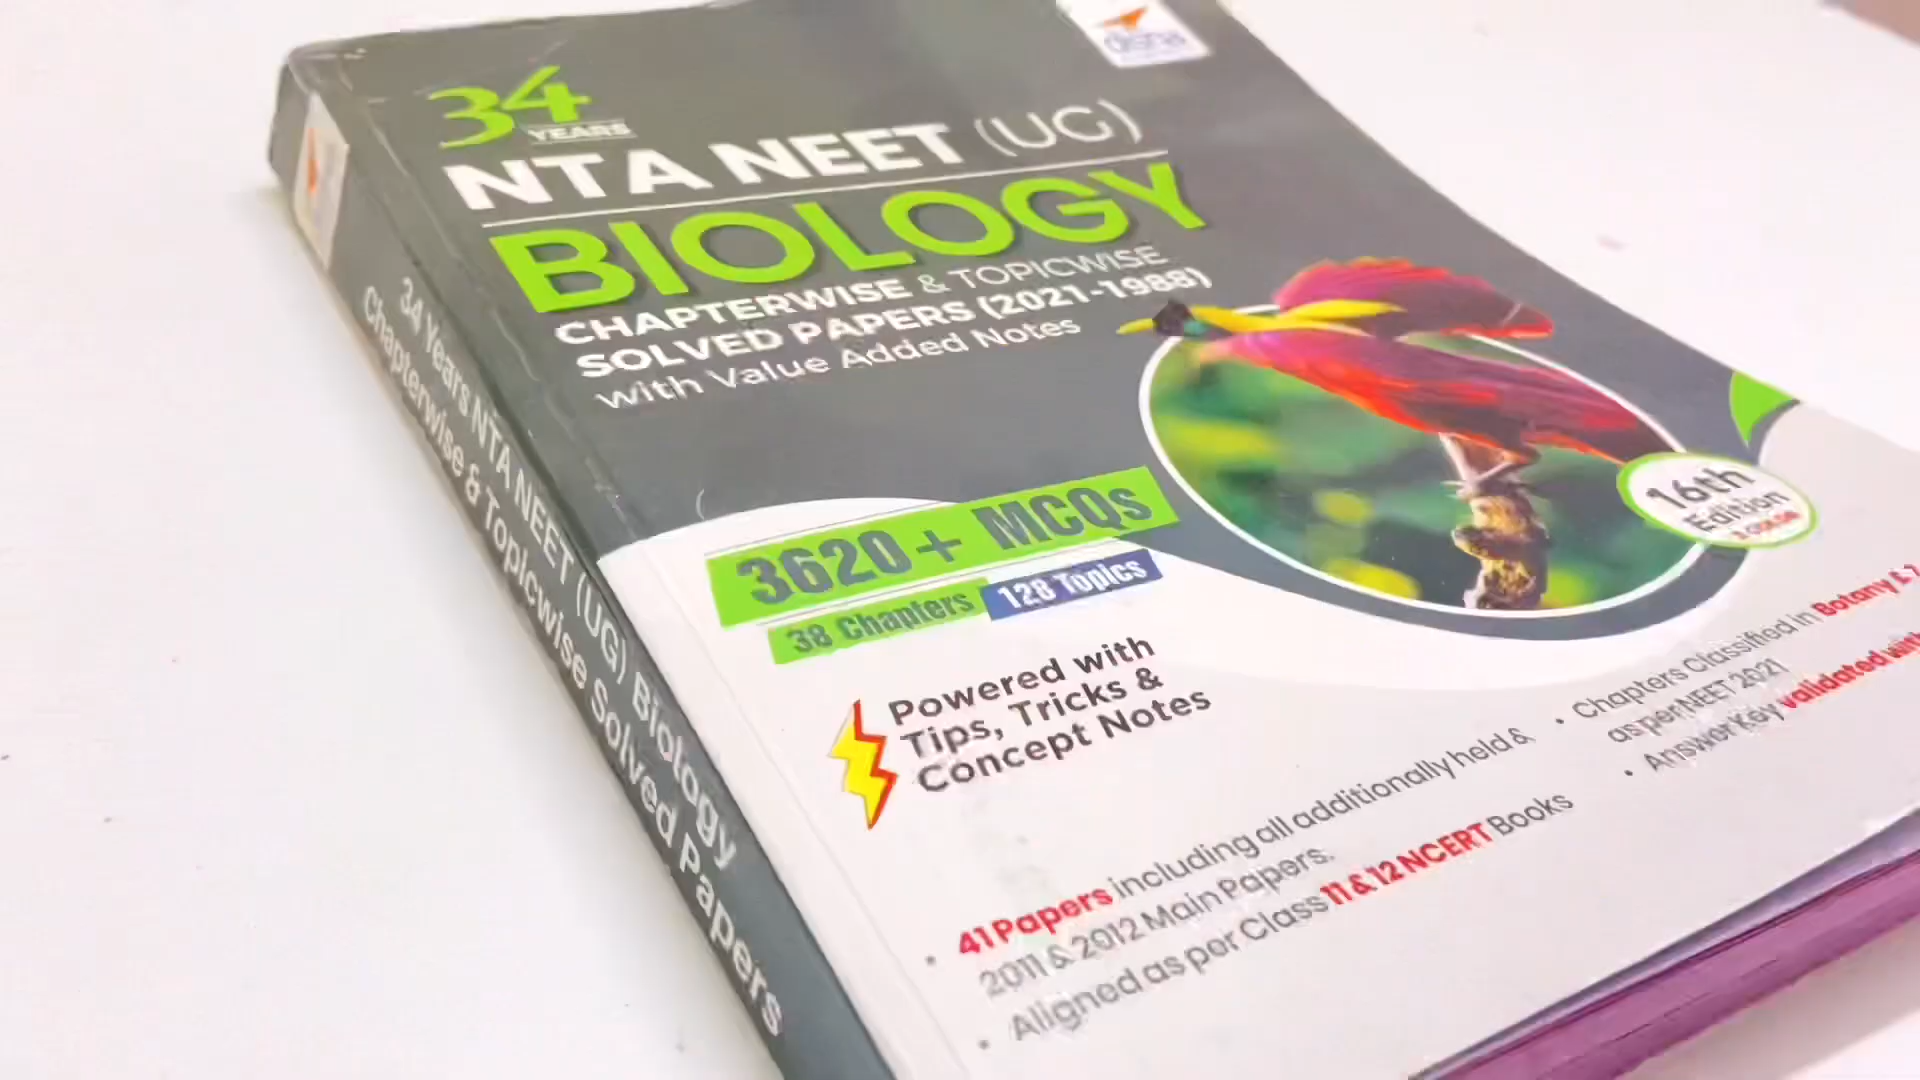 disha
34
YEARS
NTA NEET (UG)
BIOLOGY
CHAPTERWISE & TOPICWISE
SOLVED PAPERS (2021-1988)
with Value Added Notes
16th
Edition
2 COLOR
3620+ MCQs
38 Chapters 128 Topics
Powered with
Tips, Tricks &
Concept Notes
• 41 Papers including all additionally held &
2011 & 2012 Main Papers.
• Aligned as per Class 11 & 12 NCERT Books
• Chapters Classified in Botany &
as per NEET 2021
• Answer Key validated with
34 Years NTA NEET (UG) Biology
Chapterwise & Topicwise Solved Papers